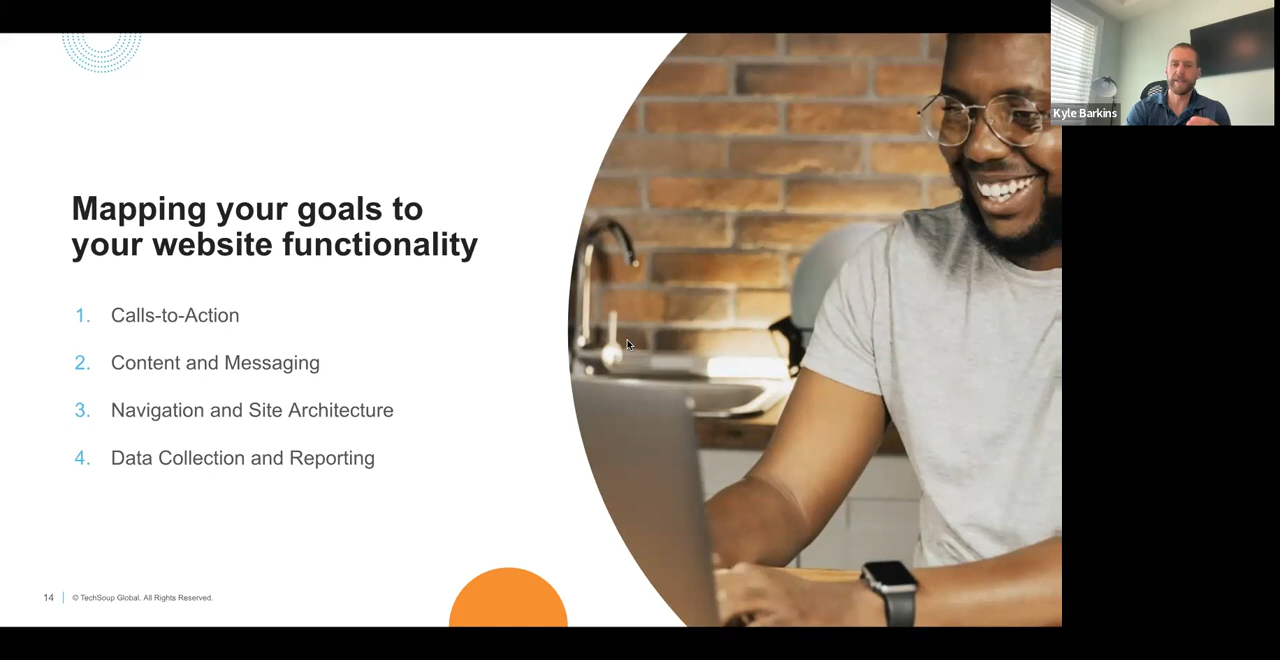 Mapping your goals to
your website functionality
1. Calls-to-Action
2. Content and Messaging
3. Navigation and Site Architecture
4. Data Collection and Reporting
14 © TechSoup Global. All Rights Reserved.
Kyle Barkins